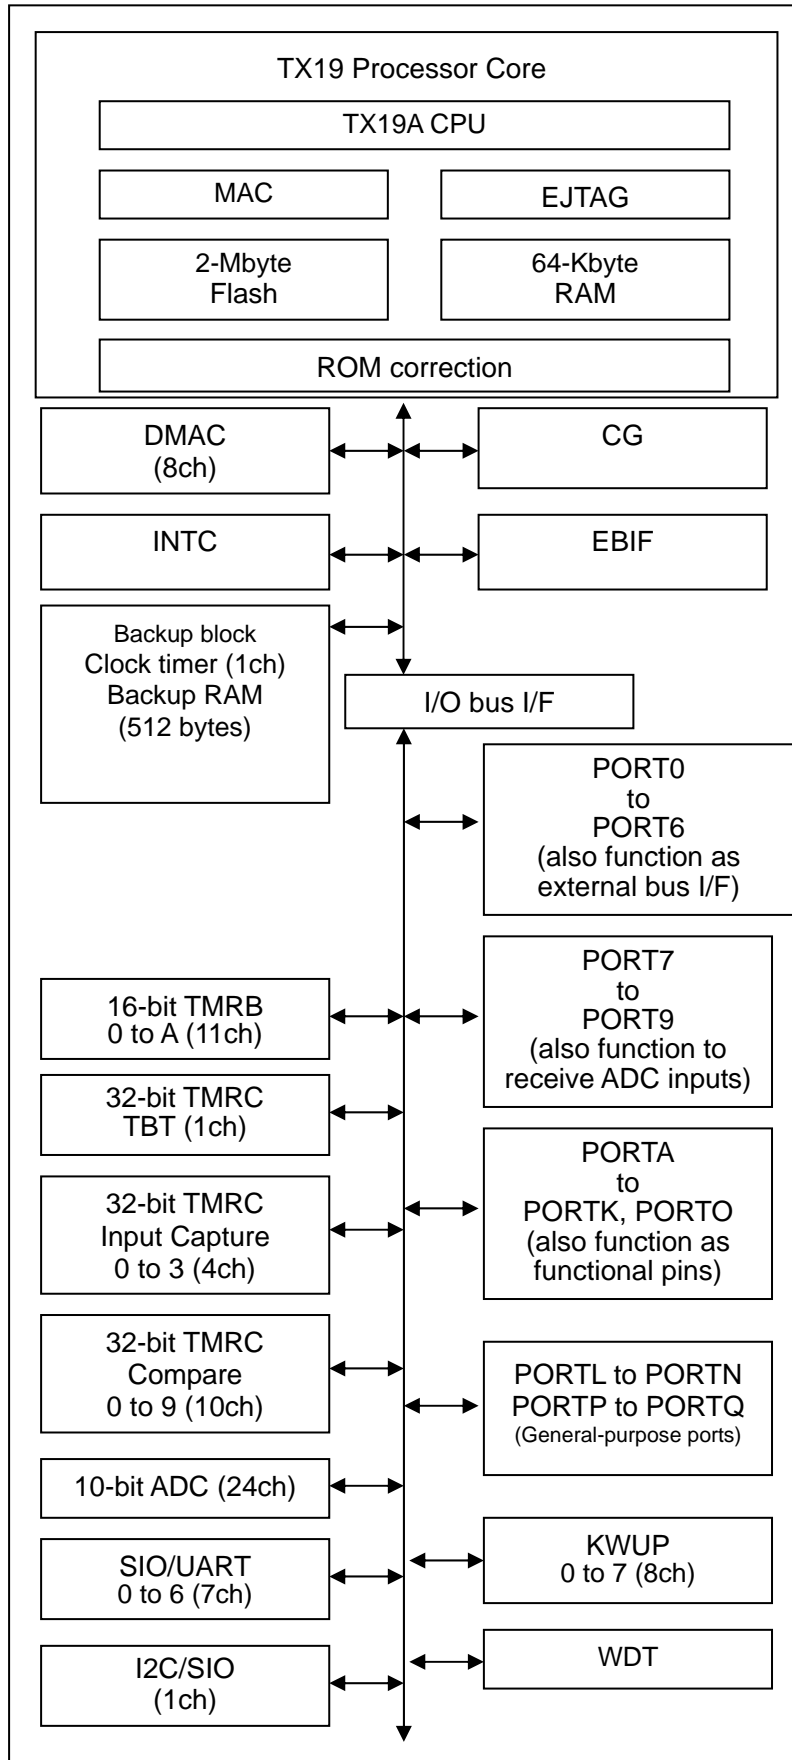 TX19 Processor Core
TX19A CPU
MAC
EJTAG
2-Mbyte
Flash
64-Kbyte
RAM
ROM correction
DMAC
(8ch)
CG
INTC
EBIF
Backup block
Clock timer (1ch)
Backup RAM
(512 bytes)
I/O bus I/F
PORT0
to
PORT6
(also function as
external bus I/F)
16-bit TMRB
0 to A (11ch)
PORT7
to
PORT9
(also function to
receive ADC inputs)
32-bit TMRC
TBT (1ch)
32-bit TMRC
Input Capture
0 to 3 (4ch)
PORTA
to
PORTK, PORTO
(also function as
functional pins)
32-bit TMRC
Compare
0 to 9 (10ch)
PORTL to PORTN
PORTP to PORTQ
(General-purpose ports)
10-bit ADC (24ch)
SIO/UART
0 to 6 (7ch)
KWUP
0 to 7 (8ch)
I2C/SIO
(1ch)
WDT